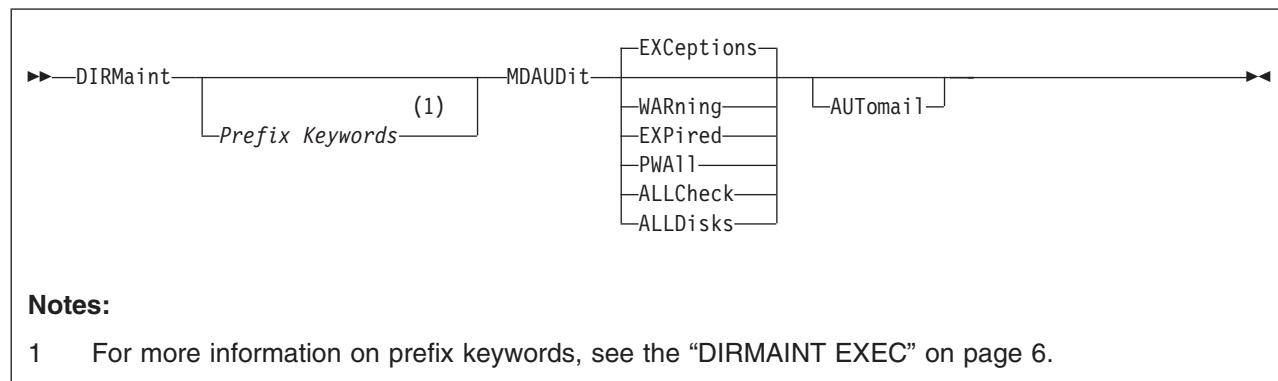 EXCeptions
DIRMaint MDAUDit
(1) WARning AUTomail
Prefix Keywords EXPired
PWAll
ALLCheck
ALLDisks
Notes:
1 For more information on prefix keywords, see the “DIRMAINT EXEC” on page 6.